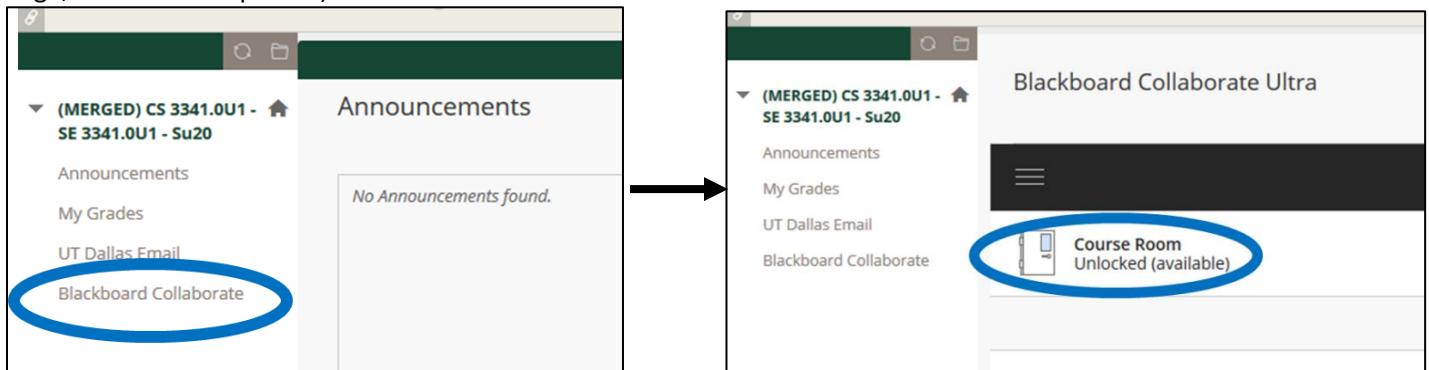 (MERGED) CS 3341.0U1 -
SE 3341.0U1 - Su20
Announcements
My Grades
UT Dallas Email
Blackboard Collaborate
Announcements
No Announcements found.
(MERGED) CS 3341.0U1 -
SE 3341.0U1 - Su20
Announcements
My Grades
UT Dallas Email
Blackboard Collaborate
Blackboard Collaborate Ultra
Course Room
Unlocked (available)